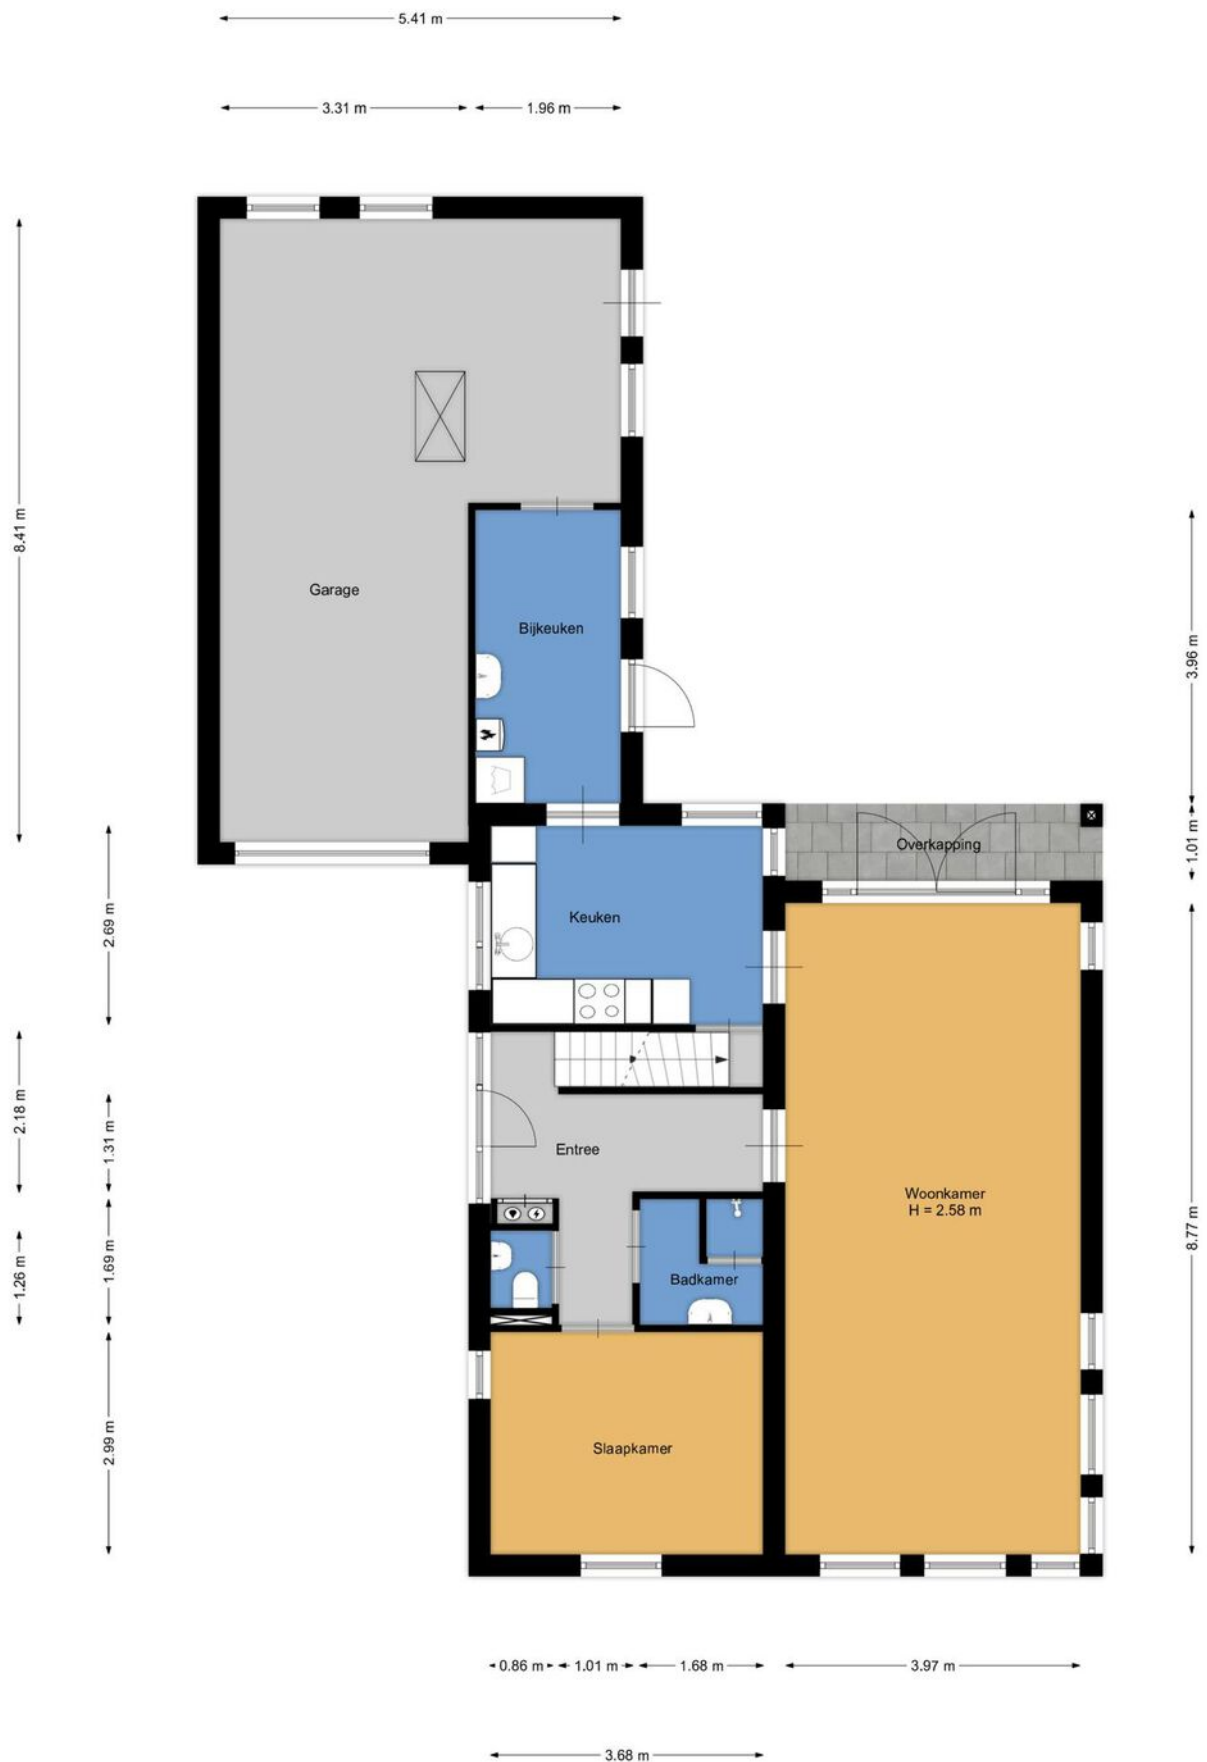 5.41 m
3.31 m
1.96 m
8.41 m
Garage
Bijkeuken
3.96 m
Overkapping
1.01 m
Keuken
2.69 m
2.18 m
1.31 m
Entree
Woonkamer
H = 2.58 m
8.77 m
1.69 m
1.26 m
Badkamer
2.99 m
Slaapkamer
0.86 m
1.01 m
1.68 m
3.97 m
3.68 m